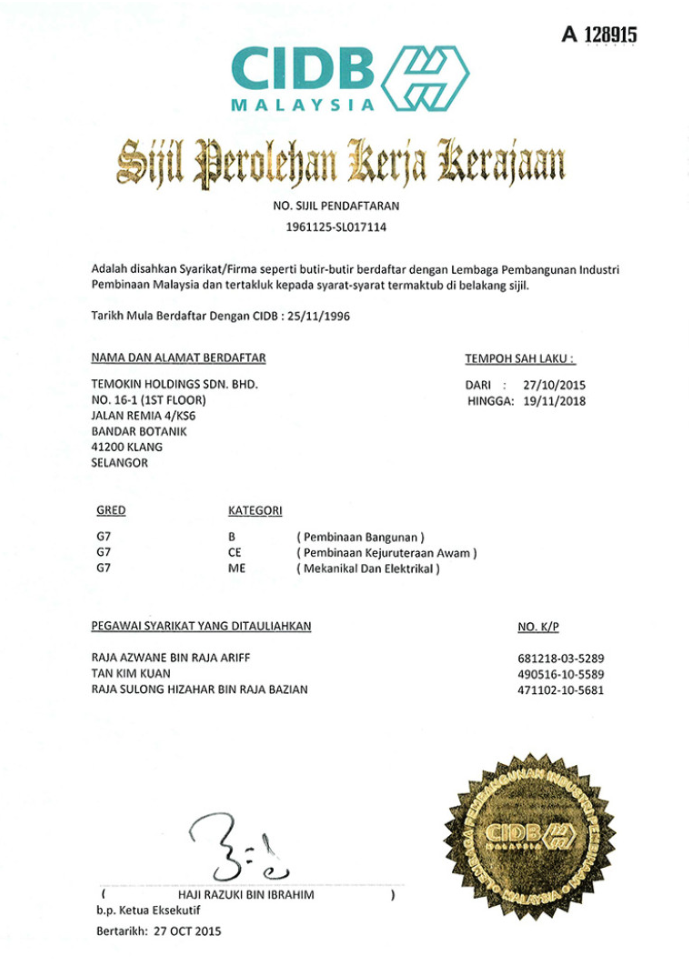 A 128915
CIDB
MALAYSIA
Sijil Perolehan Kerja Kerajaan
NO. SIJIL PENDAFTARAN
1961125-SL017114
Adalah disahkan Syarikat/Firma seperti butir-butir berdaftar dengan Lembaga Pembangunan Industri
Pembinaan Malaysia dan tertakluk kepada syarat-syarat termaktub di belakang sijil.
Tarikh Mula Berdaftar Dengan CIDB : 25/11/1996
NAMA DAN ALAMAT BERDAFTAR
TEMOKIN HOLDINGS SDN. BHD.
NO. 16-1 (1ST FLOOR)
JALAN REMIA 4/KS6
BANDAR BOTANIK
41200 KLANG
SELANGOR
TEMPOH SAH LAKU :
DARI : 27/10/2015
HINGGA: 19/11/2018
GRED KATEGORI
G7 B ( Pembinaan Bangunan )
G7 CE ( Pembinaan Kejuruteraan Awam )
G7 ME ( Mekanikal Dan Elektrikal )
PEGAWAI SYARIKAT YANG DITAULIAHKAN NO. K/P
RAJA AZWANE BIN RAJA ARIFF 681218-03-5289
TAN KIM KUAN 490516-10-5589
RAJA SULONG HIZAHAR BIN RAJA BAZIAN 471102-10-5681
( HAJI RAZUKI BIN IBRAHIM )
b.p. Ketua Eksekutif
Bertarikh: 27 OCT 2015
LEMBAGA PEMBANGUNAN INDUSTRI PEMBINAAN
MALAYSIA
CIDB
MALAYSIA